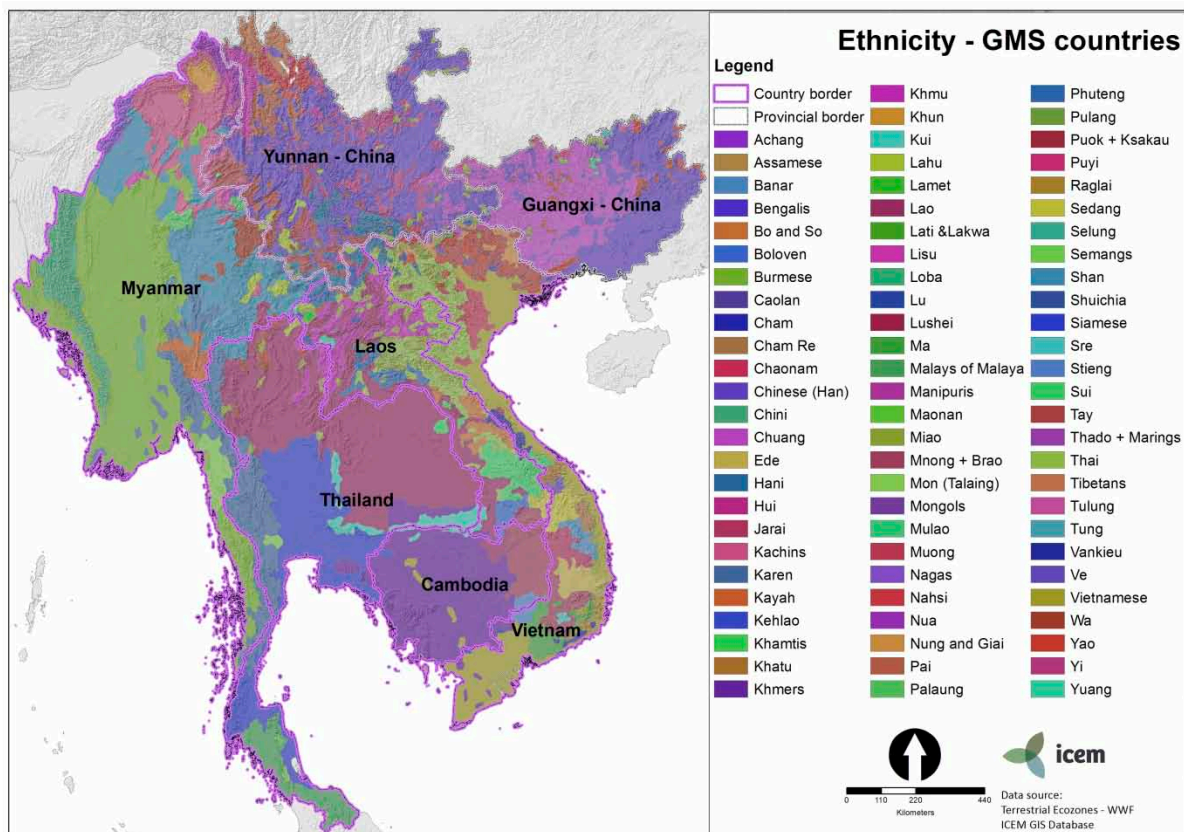 Ethnicity - GMS countries
Legend
Country border
Provincial border
Achang
Assamese
Banar
Bengalis
Bo and So
Boloven
Burmese
Caolan
Cham
Cham Re
Chaonam
Chinese (Han)
Chini
Chuang
Ede
Hani
Hui
Jarai
Kachins
Karen
Kayah
Kehlao
Khamtis
Khatu
Khmers
Khmu
Khun
Kui
Lahu
Lamet
Lao
Lati &Lakwa
Lisu
Loba
Lu
Lushei
Ma
Malays of Malaya
Manipuris
Maonan
Miao
Mnong + Brao
Mon (Talaing)
Mongols
Mulao
Muong
Nagas
Nahsi
Nua
Nung and Giai
Pai
Palaung
Phuteng
Pulang
Puok + Ksakau
Puyi
Raglai
Sedang
Selung
Semangs
Shan
Shuichia
Siamese
Sre
Stieng
Sui
Tay
Thado + Marings
Thai
Tibetans
Tulung
Tung
Vankieu
Ve
Vietnamese
Wa
Yao
Yi
Yuang
Yunnan - China
Guangxi - China
Myanmar
Laos
Thailand
Cambodia
Vietnam
icem
0 110 220 440
Kilometers
Data source:
Terrestrial Ecozones - WWF
ICEM GIS Database